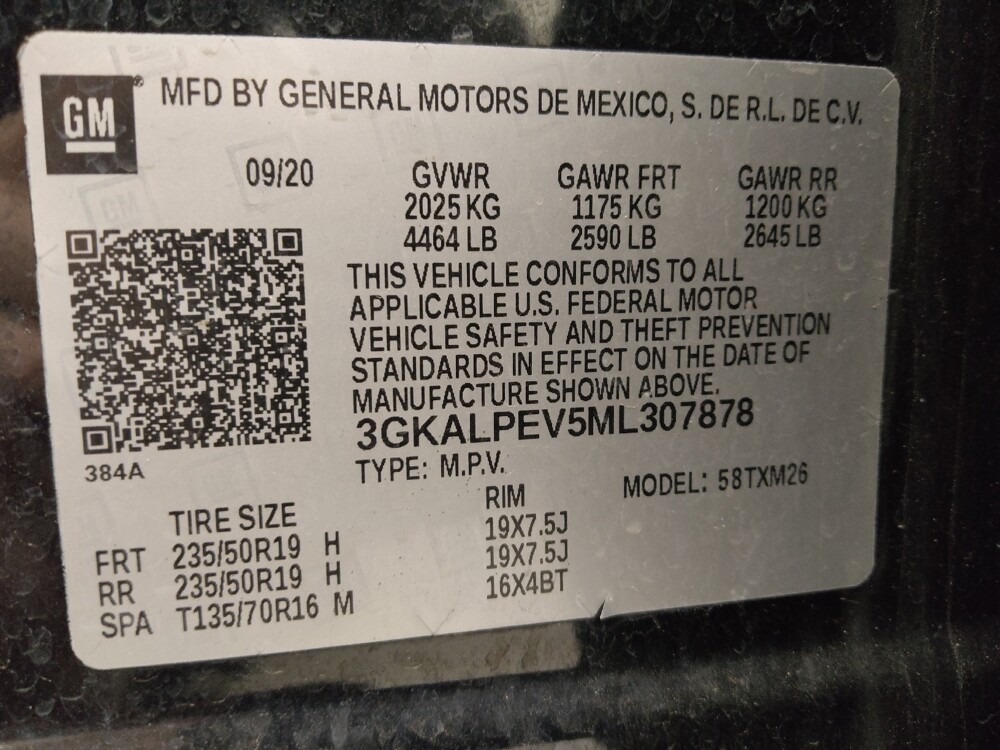 GM® MFD BY GENERAL MOTORS DE MEXICO, S. DE R.L. DE C.V.
09/20 GVWR GAWR FRT GAWR RR
2025 KG 1175 KG 1200 KG
4464 LB 2590 LB 2645 LB
THIS VEHICLE CONFORMS TO ALL
APPLICABLE U.S. FEDERAL MOTOR
VEHICLE SAFETY AND THEFT PREVENTION
STANDARDS IN EFFECT ON THE DATE OF
MANUFACTURE SHOWN ABOVE.
3GKALPEV5ML307878
384A
TYPE: M.P.V. MODEL: 58TXM26
TIRE SIZE RIM
FRT 235/50R19 H 19X7.5J
RR 235/50R19 H 19X7.5J
SPA T135/70R16 M 16X4BT